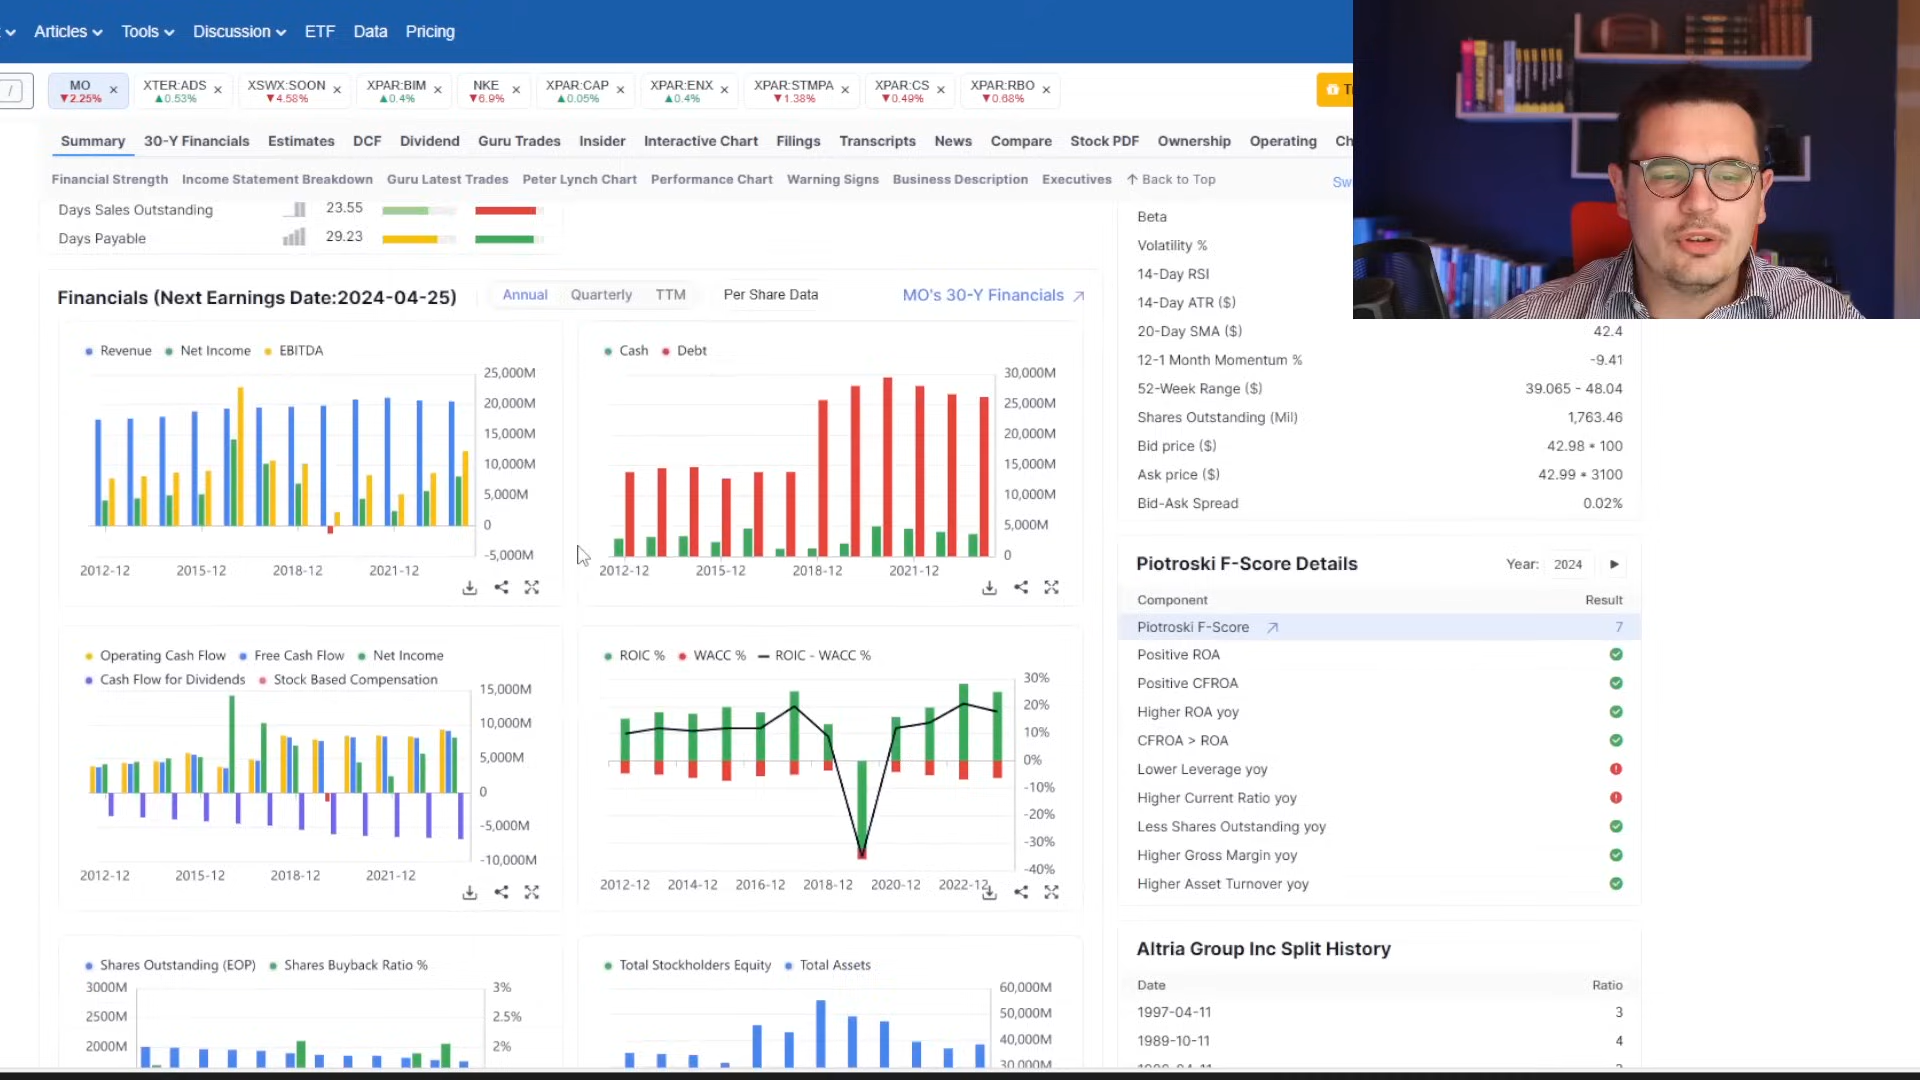 Articles Tools Discussion ETF Data Pricing
/
MO × XTER:ADS × XSWX:SOON × XPAR:BIM × NKE × XPAR:CAP × XPAR:ENX × XPAR:STMPA × XPAR:CS × XPAR:RBO ×
▼2.25% ▲0.53% ▼4.58% ▲0.4% ▼6.9% ▲0.05% ▲0.4% ▼1.38% ▼0.49% ▼0.68%
Summary 30-Y Financials Estimates DCF Dividend Guru Trades Insider Interactive Chart Filings Transcripts News Compare Stock PDF Ownership Operating Ch
Financial Strength Income Statement Breakdown Guru Latest Trades Peter Lynch Chart Performance Chart Warning Signs Business Description Executives ↑ Back to Top Sw
Days Sales Outstanding 23.55
Days Payable 29.23
Financials (Next Earnings Date:2024-04-25) Annual Quarterly TTM Per Share Data MO's 30-Y Financials
Revenue Net Income EBITDA
25,000M
20,000M
15,000M
10,000M
5,000M
0
-5,000M
2012-12 2015-12 2018-12 2021-12
Cash Debt
30,000M
25,000M
20,000M
15,000M
10,000M
5,000M
0
2012-12 2015-12 2018-12 2021-12
Operating Cash Flow Free Cash Flow Net Income
Cash Flow for Dividends Stock Based Compensation
15,000M
10,000M
5,000M
0
-5,000M
-10,000M
2012-12 2015-12 2018-12 2021-12
ROIC % WACC % ROIC - WACC %
30%
20%
10%
0%
-10%
-20%
-30%
-40%
2012-12 2014-12 2016-12 2018-12 2020-12 2022-12
Shares Outstanding (EOP) Shares Buyback Ratio %
3000M 3%
2500M 2.5%
2000M 2%
Total Stockholders Equity Total Assets
60,000M
50,000M
40,000M
30,000M
Beta
Volatility %
14-Day RSI
14-Day ATR ($)
20-Day SMA ($) 42.4
12-1 Month Momentum % -9.41
52-Week Range ($) 39.065 - 48.04
Shares Outstanding (Mil) 1,763.46
Bid price ($) 42.98 * 100
Ask price ($) 42.99 * 3100
Bid-Ask Spread 0.02%
Piotroski F-Score Details Year: 2024
Component Result
Piotroski F-Score 7
Positive ROA
Positive CFROA
Higher ROA yoy
CFROA > ROA
Lower Leverage yoy
Higher Current Ratio yoy
Less Shares Outstanding yoy
Higher Gross Margin yoy
Higher Asset Turnover yoy
Altria Group Inc Split History
Date Ratio
1997-04-11 3
1989-10-11 4